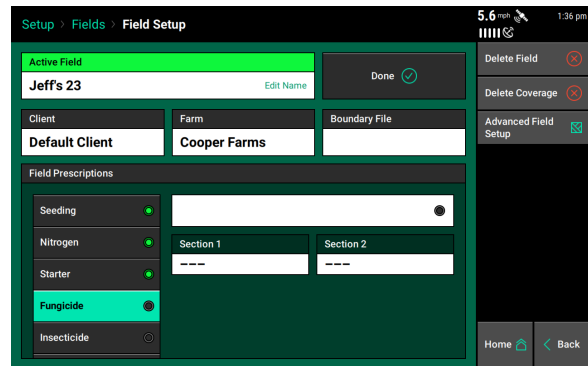 Setup > Fields > Field Setup
5.6 mph
1:36 pm
Active Field
Jeff's 23
Edit Name
Done
Delete Field
Delete Coverage
Advanced Field
Setup
Client
Default Client
Farm
Cooper Farms
Boundary File
Field Prescriptions
Seeding
Nitrogen
Starter
Fungicide
Insecticide
Section 1
---
Section 2
---
Home
Back